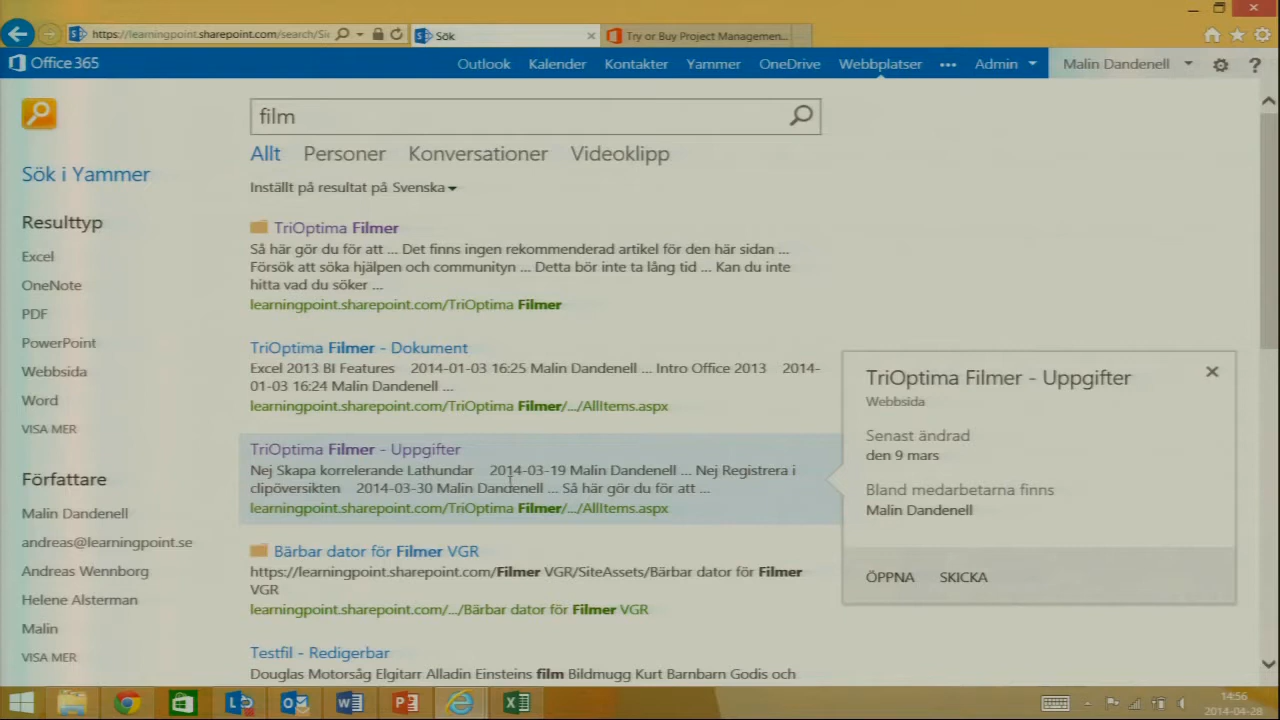 https://learningpoint.sharepoint.com/search/Si
Sök
Try or Buy Project Managemen...
Office 365
Outlook Kalender Kontakter Yammer OneDrive Webbplatser ••• Admin Malin Dandenell ?
film
Allt Personer Konversationer Videoklipp
Inställt på resultat på Svenska
Sök i Yammer
Resulttyp
Excel
OneNote
PDF
PowerPoint
Webbsida
Word
VISA MER
Författare
Malin Dandenell
andreas@learningpoint.se
Andreas Wennborg
Helene Alsterman
Malin
VISA MER
TriOptima Filmer
Så här gör du för att ... Det finns ingen rekommenderad artikel för den här sidan ...
Försök att söka hjälpen och communityn ... Detta bör inte ta lång tid ... Kan du inte
hitta vad du söker ...
learningpoint.sharepoint.com/TriOptima Filmer
TriOptima Filmer - Dokument
Excel 2013 BI Features 2014-01-03 16:25 Malin Dandenell ... Intro Office 2013 2014-
01-03 16:24 Malin Dandenell ...
learningpoint.sharepoint.com/TriOptima Filmer/.../AllItems.aspx
TriOptima Filmer - Uppgifter
Nej Skapa korrelerande Lathundar 2014-03-19 Malin Dandenell ... Nej Registrera i
clipöversikten 2014-03-30 Malin Dandenell ... Så här gör du för att ...
learningpoint.sharepoint.com/TriOptima Filmer/.../AllItems.aspx
Bärbar dator för Filmer VGR
https://learningpoint.sharepoint.com/Filmer VGR/SiteAssets/Bärbar dator för Filmer
VGR
learningpoint.sharepoint.com/.../Bärbar dator för Filmer VGR
Testfil - Redigerbar
Douglas Motorsåg Elgitarr Alladin Einsteins film Bildmugg Kurt Barnbarn Godis och
TriOptima Filmer - Uppgifter
Webbsida
Senast ändrad
den 9 mars
Bland medarbetarna finns
Malin Dandenell
ÖPPNA SKICKA
14:56
2014-04-28